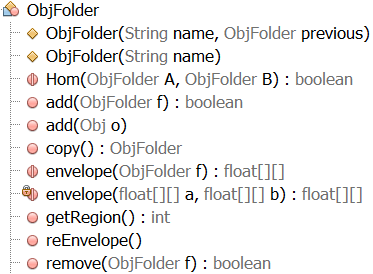 ObjFolder
ObjFolder(String name, ObjFolder previous)
ObjFolder(String name)
Hom(ObjFolder A, ObjFolder B) : boolean
add(ObjFolder f) : boolean
add(Obj o)
copy() : ObjFolder
envelope(ObjFolder f) : float[][]
envelope(float[][] a, float[][] b) : float[][]
getRegion() : int
reEnvelope()
remove(ObjFolder f) : boolean